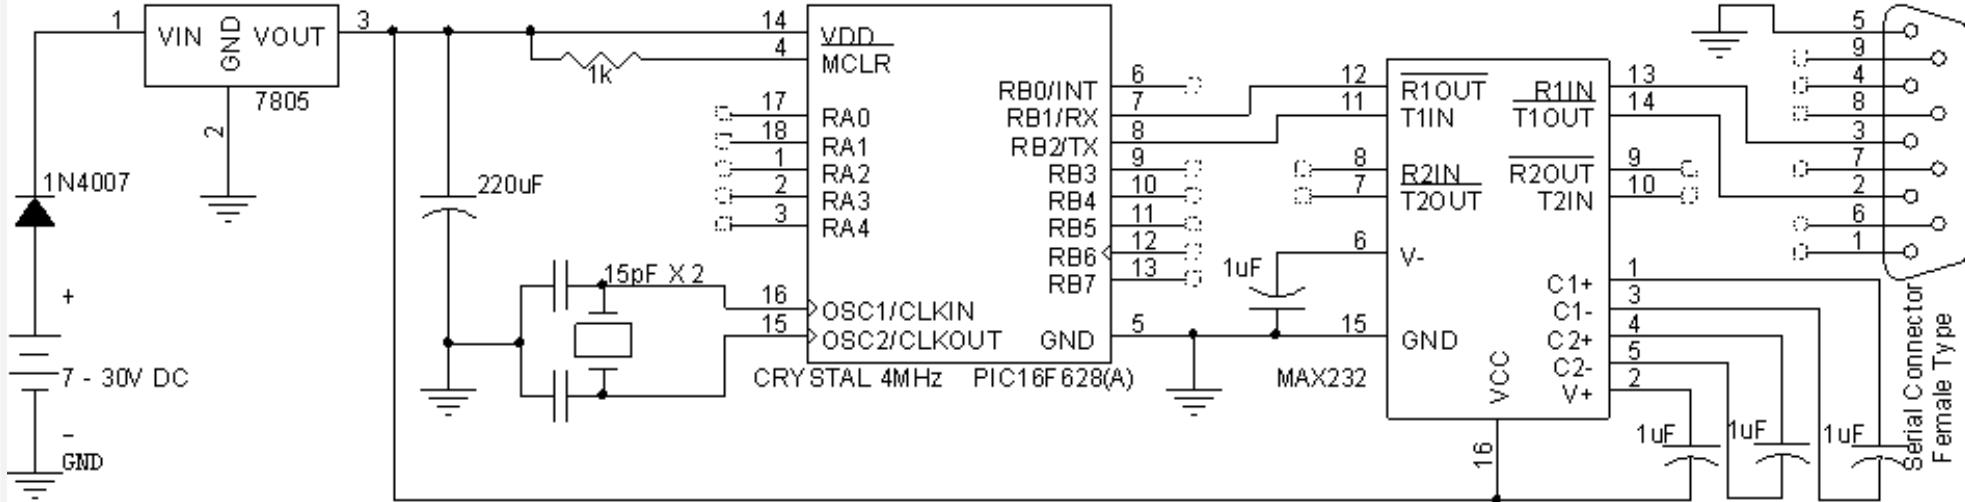 1
VIN
GND
VOUT
3
7805
2
1N4007
+
7 - 30V DC
-
GND
220uF
1k
15pF X 2
CRYSTAL 4MHz
14
VDD
4
MCLR
17
RA0
18
RA1
1
RA2
2
RA3
3
RA4
16
OSC1/CLKIN
15
OSC2/CLKOUT
RB0/INT
6
RB1/RX
7
RB2/TX
8
RB3
9
RB4
10
RB5
11
RB6
12
RB7
13
GND
5
PIC16F628(A)
1uF
12
R1OUT
11
T1IN
8
R2IN
7
T2OUT
6
V-
15
GND
MAX232
VCC
16
R1IN
13
T1OUT
14
R2OUT
9
T2IN
10
C1+
1
C1-
3
C2+
4
C2-
5
V+
2
1uF
1uF
1uF
5
9
4
8
3
7
2
6
1
Serial Connector
Female Type